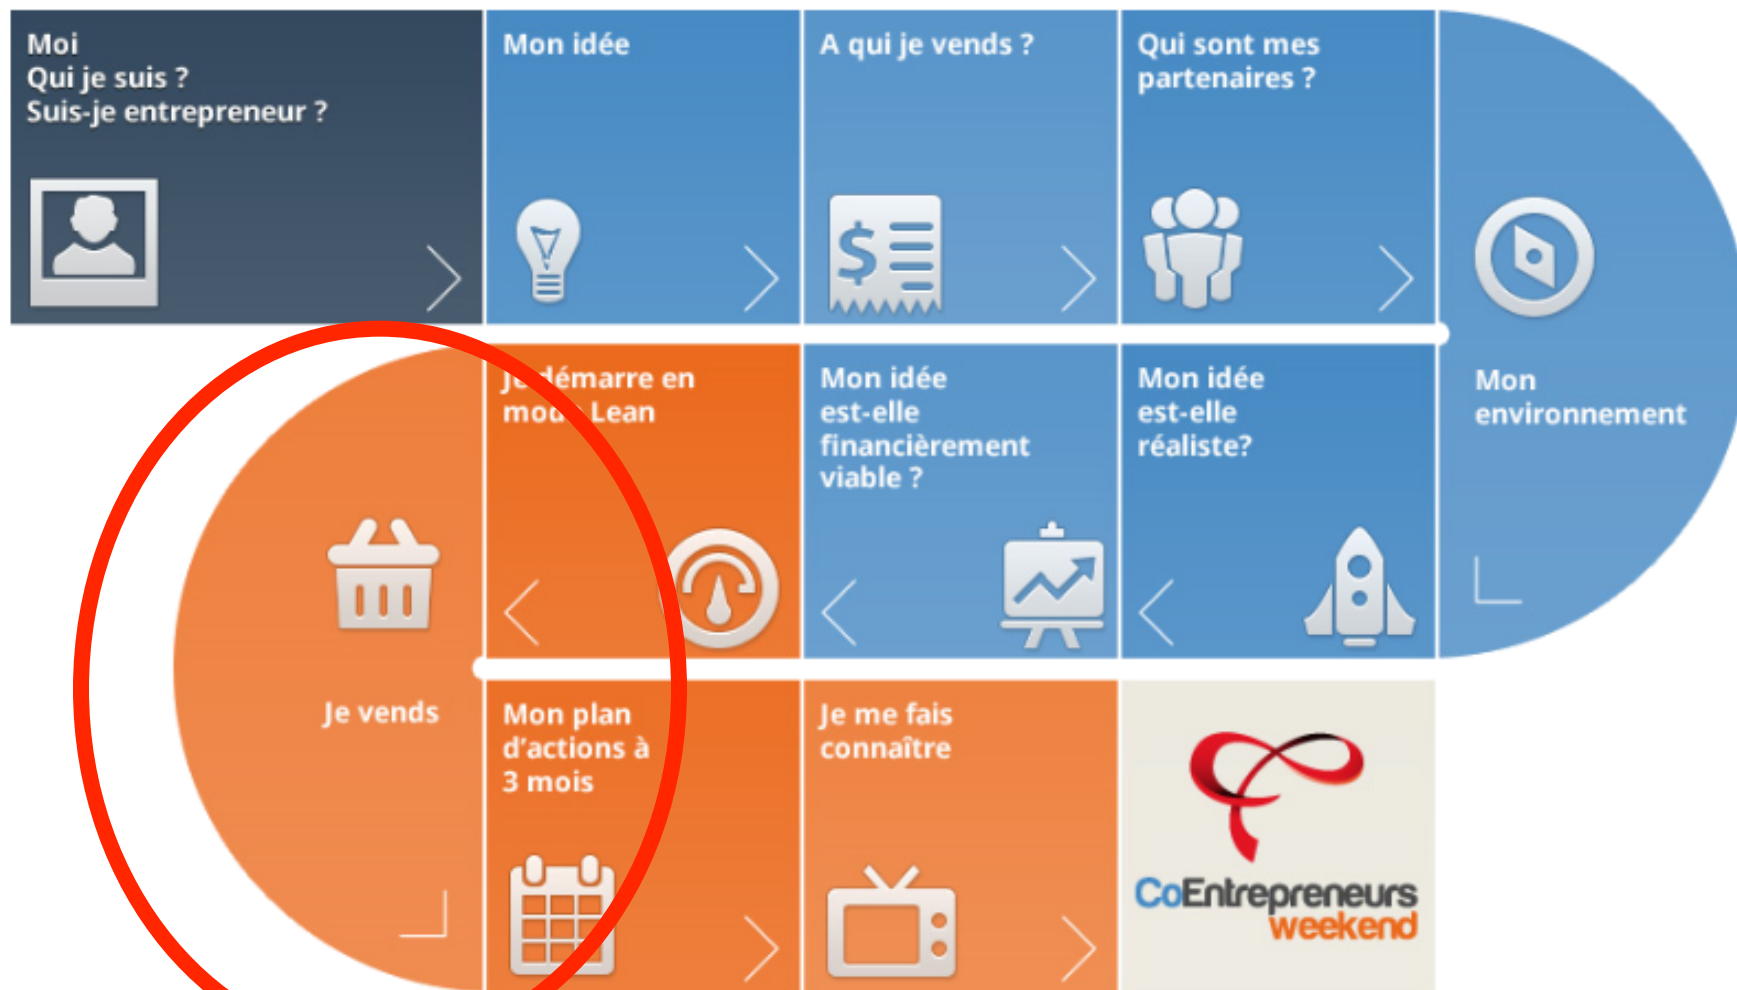 Moi
Qui je suis ?
Suis-je entrepreneur ?
Mon idée
A qui je vends ?
Qui sont mes
partenaires ?
Mon
environnement
Mon idée
est-elle
réaliste?
Mon idée
est-elle
financièrement
viable ?
Je démarre en
mode Lean
Je vends
Mon plan
d'actions à
3 mois
Je me fais
connaître
CoEntrepreneurs
weekend